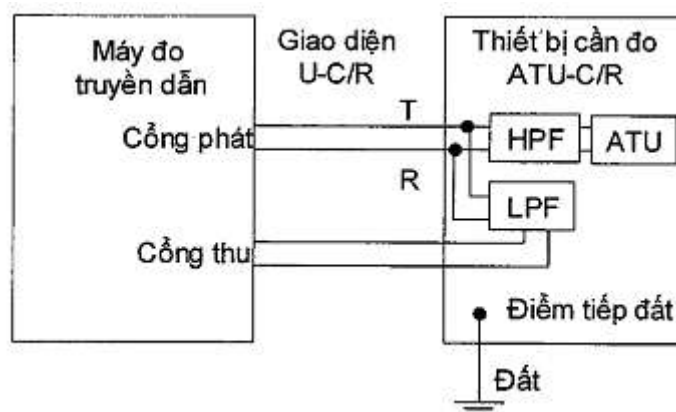 Máy đo
truyền dẫn
Giao diện
U-C/R
Thiết bị cần đo
ATU-C/R
T
Cổng phát
HPF
ATU
R
LPF
Cổng thu
Điểm tiếp đất
Đất